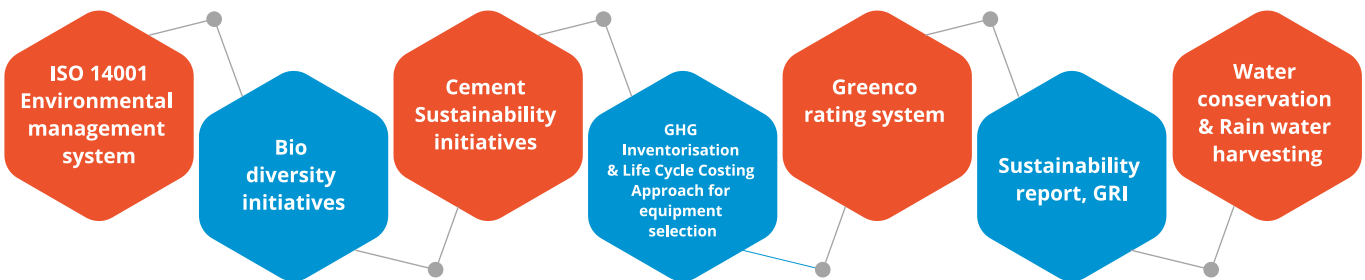 ISO 14001
Environmental
management
system
Bio
diversity
initiatives
Cement
Sustainability
initiatives
GHG
Inventorisation
& Life Cycle Costing
Approach for
equipment
selection
Greenco
rating system
Sustainability
report, GRI
Water
conservation
& Rain water
harvesting